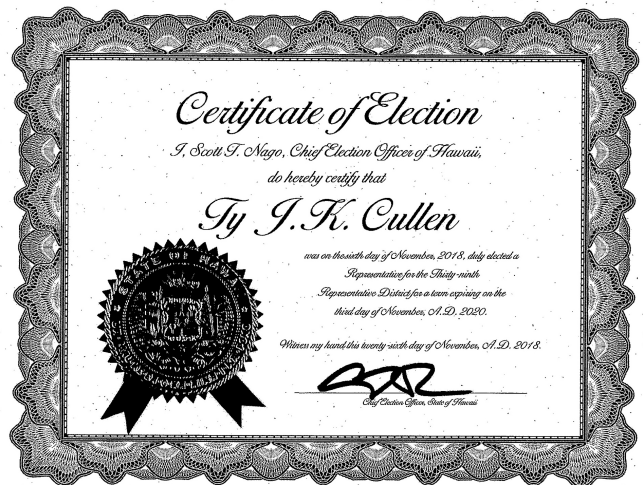 Certificate of Election
I, Scott T. Nago, Chief Election Officer of Hawaii,
do hereby certify that
Ty J.K. Cullen
was on the sixth day of November, 2018, duly elected a
Representative for the Thirty-ninth
Representative District for a term expiring on the
third day of November, A.D. 2020.
Witness my hand this twenty-sixth day of November, A.D. 2018.
Chief Election Officer, State of Hawaii
STATE OF HAWAII